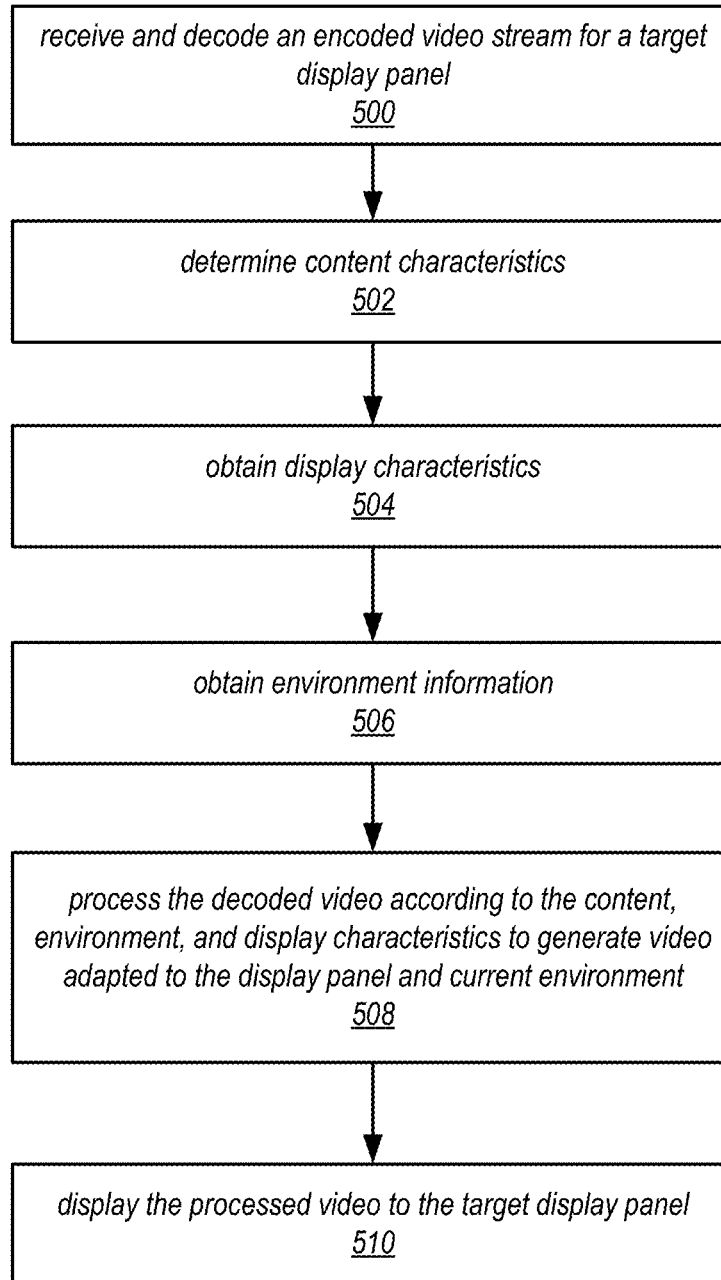 receive and decode an encoded video stream for a target
display panel
500
determine content characteristics
502
obtain display characteristics
504
obtain environment information
506
process the decoded video according to the content,
environment, and display characteristics to generate video
adapted to the display panel and current environment
508
display the processed video to the target display panel
510